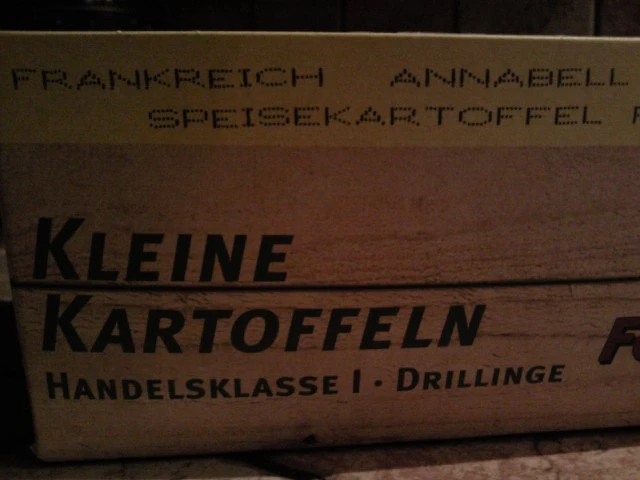 FRANKREICH ANNABELL
SPEISEKARTOFFEL
KLEINE
KARTOFFELN
HANDELSKLASSE I · DRILLINGE